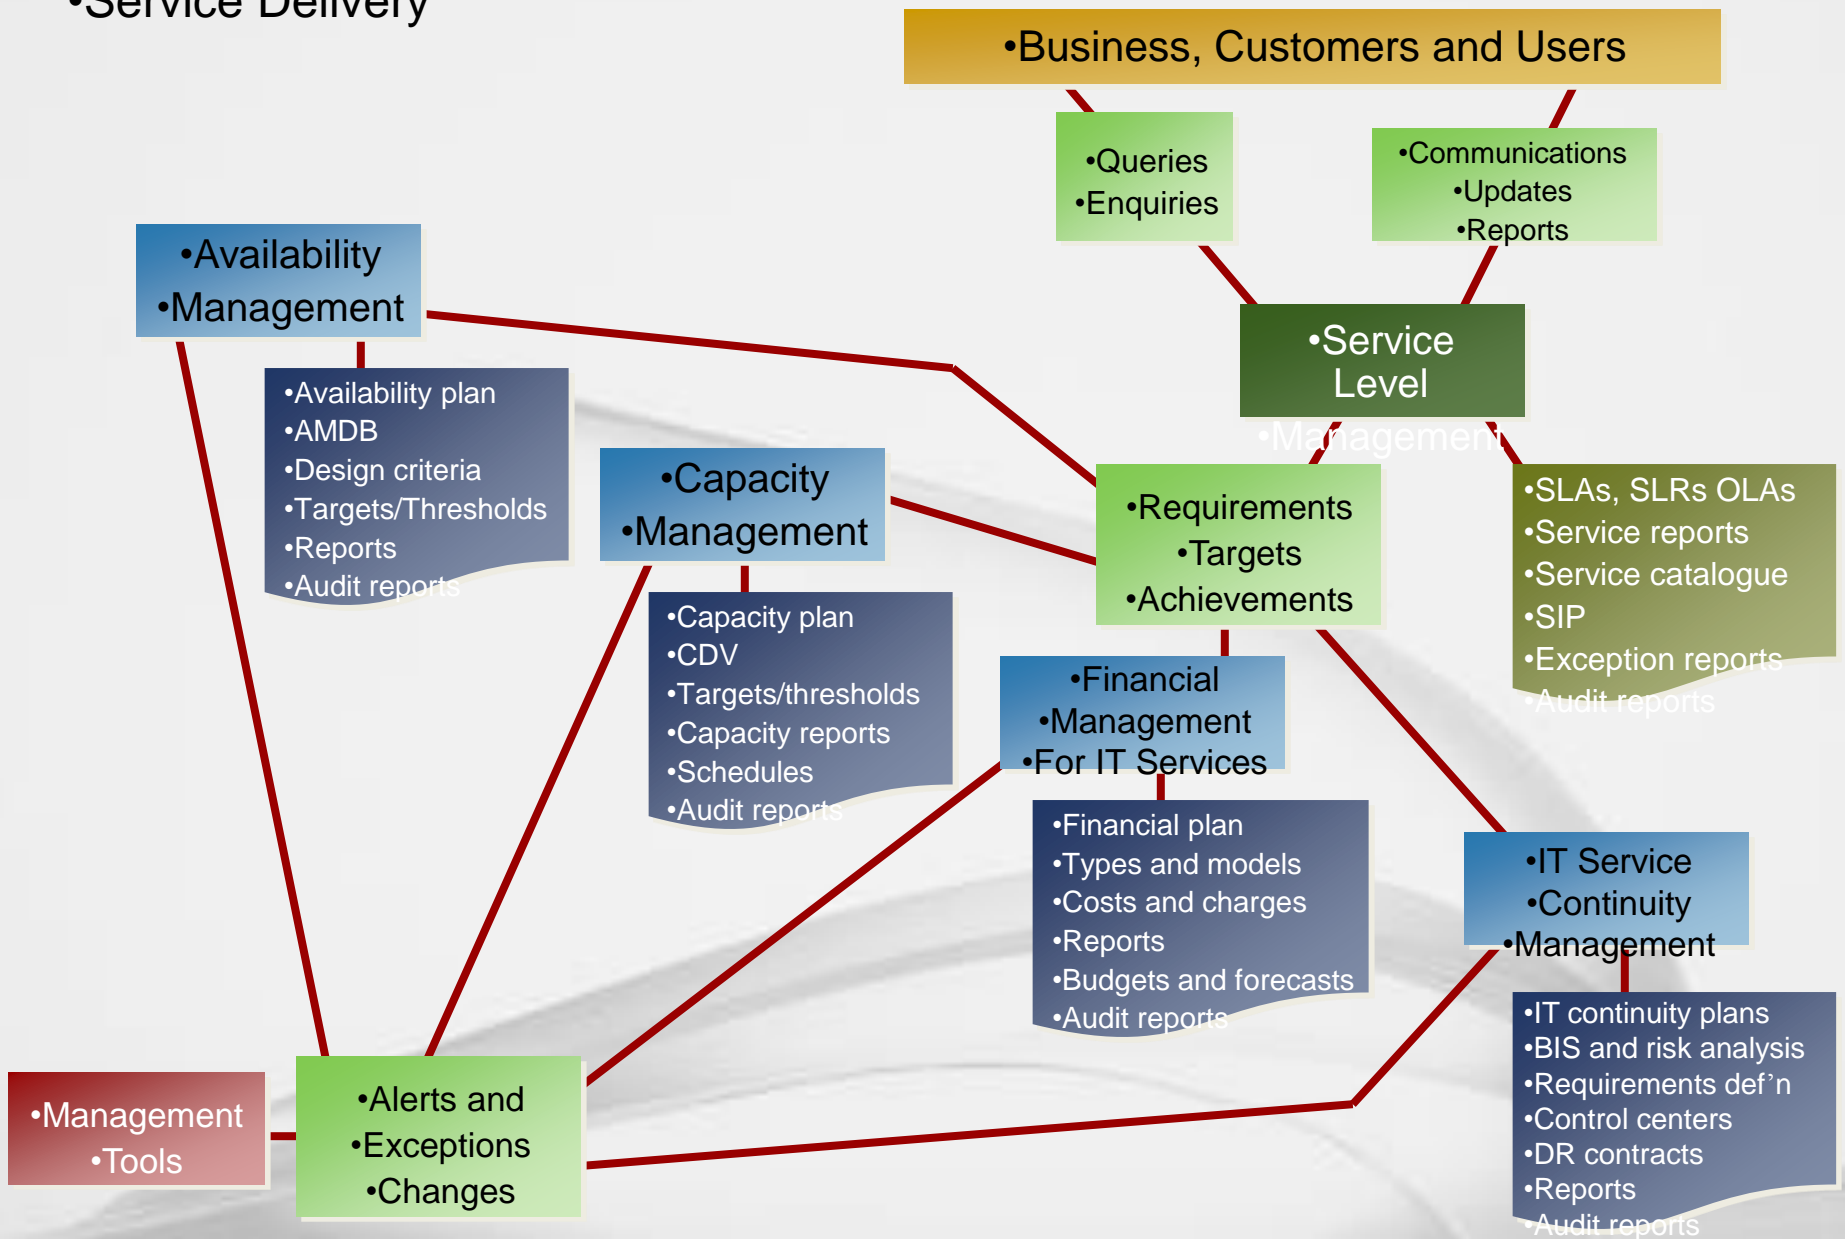 •Service Delivery
•Business, Customers and Users
•Queries
•Enquiries
•Communications
•Updates
•Reports
•Availability
•Management
•Service
Level
•Management
•Availability plan
•AMDB
•Design criteria
•Targets/Thresholds
•Reports
•Audit reports
•Capacity
•Management
•Requirements
•Targets
•Achievements
•SLAs, SLRs OLAs
•Service reports
•Service catalogue
•SIP
•Exception reports
•Audit reports
•Capacity plan
•CDV
•Targets/thresholds
•Capacity reports
•Schedules
•Audit reports
•Financial
•Management
•For IT Services
•Financial plan
•Types and models
•Costs and charges
•Reports
•Budgets and forecasts
•Audit reports
•IT Service
•Continuity
•Management
•IT continuity plans
•BIS and risk analysis
•Requirements def’n
•Control centers
•DR contracts
•Reports
•Audit reports
•Management
•Tools
•Alerts and
•Exceptions
•Changes